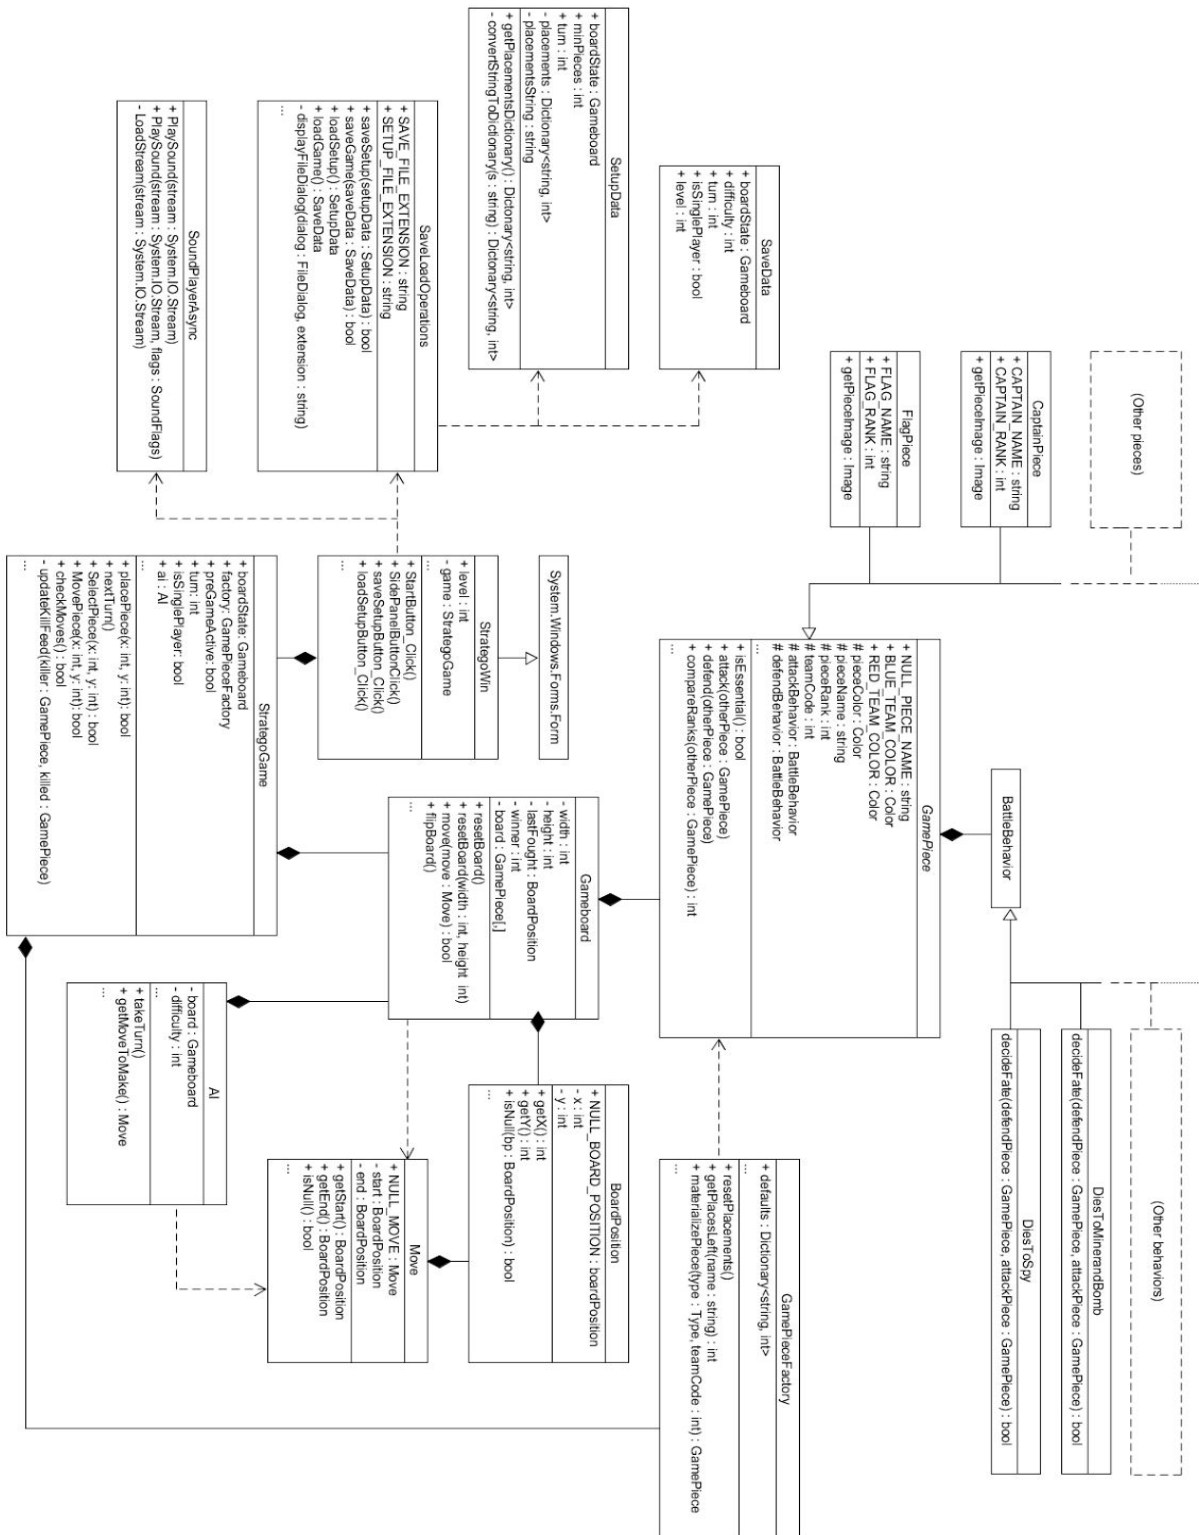 (Other pieces)
CaptainPiece
+ CAPTAIN_NAME : string
+ CAPTAIN_RANK : int
+ getPieceImage : Image
FlagPiece
+ FLAG_NAME : string
+ FLAG_RANK : int
+ getPieceImage : Image
SaveData
+ boardState : Gameboard
+ difficulty : int
+ turn : int
+ isSinglePlayer : bool
+ level : int
SetupData
+ boardState : Gameboard
+ minPieces : int
+ turn : int
- placements : Dictionary<string, int>
- placementsString : string
+ getPlacementsDictionary() : Dictonary<string, int>
- convertStringToDictionary(s : string) : Dictonary<string, int>
SaveLoadOperations
+ SAVE_FILE_EXTENSION : string
+ SETUP_FILE_EXTENSION : string
+ saveSetup(setupData : SetupData) : bool
+ saveGame(saveData : SaveData) : bool
+ loadSetup() : SetupData
+ loadGame() : SaveData
- displayFileDialog(dialog : FileDialog, extension : string)
...
SoundPlayerAsync
+ PlaySound(stream : System.IO.Stream)
+ PlaySound(stream : System.IO.Stream, flags : SoundFlags)
- LoadStream(stream : System.IO.Stream)
(Other behaviors)
DiesToMinerandBomb
decideFate(defendPiece : GamePiece, attackPiece : GamePiece) : bool
DiesToSpy
decideFate(defendPiece : GamePiece, attackPiece : GamePiece) : bool
BattleBehavior
GamePiece
+ NULL_PIECE_NAME : string
+ BLUE_TEAM_COLOR : Color
+ RED_TEAM_COLOR : Color
# pieceColor : Color
# pieceName : string
# pieceRank : int
# teamCode : int
# attackBehavior : BattleBehavior
# defendBehavior : BattleBehavior
...
+ isEssential() : bool
+ attack(otherPiece : GamePiece)
+ defend(otherPiece : GamePiece)
+ compareRanks(otherPiece : GamePiece) : int
...
System.Windows.Forms.Form
StrategoWin
+ level : int
- game : StrategoGame
...
+ StartButton_Click()
+ SidePanelButtonClick()
+ saveSetupButton_Click()
+ loadSetupButton_Click()
...
StrategoGame
+ boardState: Gameboard
+ factory: GamePieceFactory
+ preGameActive: bool
+ turn: int
+ isSinglePlayer: bool
+ ai : AI
...
+ placePiece(x: int, y: int): bool
+ nextTurn()
+ SelectPiece(x: int, y: int) : bool
+ MovePiece(x: int, y: int): bool
+ checkMoves() : bool
- updateKillFeed(killer : GamePiece, killed : GamePiece)
...
Gameboard
- width : int
- height : int
- lastFought : BoardPosition
- winner : int
- board : GamePiece[,]
+ resetBoard()
+ resetBoard(width : int, height int)
+ move(move : Move) : bool
+ flipBoard()
...
AI
- board : Gameboard
- difficulty : int
+ takeTurn()
+ getMoveToMake() : Move
...
BoardPosition
+ NULL_BOARD_POSITION : boardPosition
- x : int
- y : int
+ getX() : int
+ getY() : int
+ isNull(bp : BoardPosition) : bool
...
Move
+ NULL_MOVE : Move
- start : BoardPosition
- end : BoardPosition
+ getStart() : BoardPosition
+ getEnd() : BoardPosition
+ isNull() : bool
...
GamePieceFactory
+ defaults : Dictionary<string, int>
+ resetPlacements()
+ getPlacesLeft(name : string) : int
+ materializePiece(type : Type, teamCode : int) : GamePiece
...